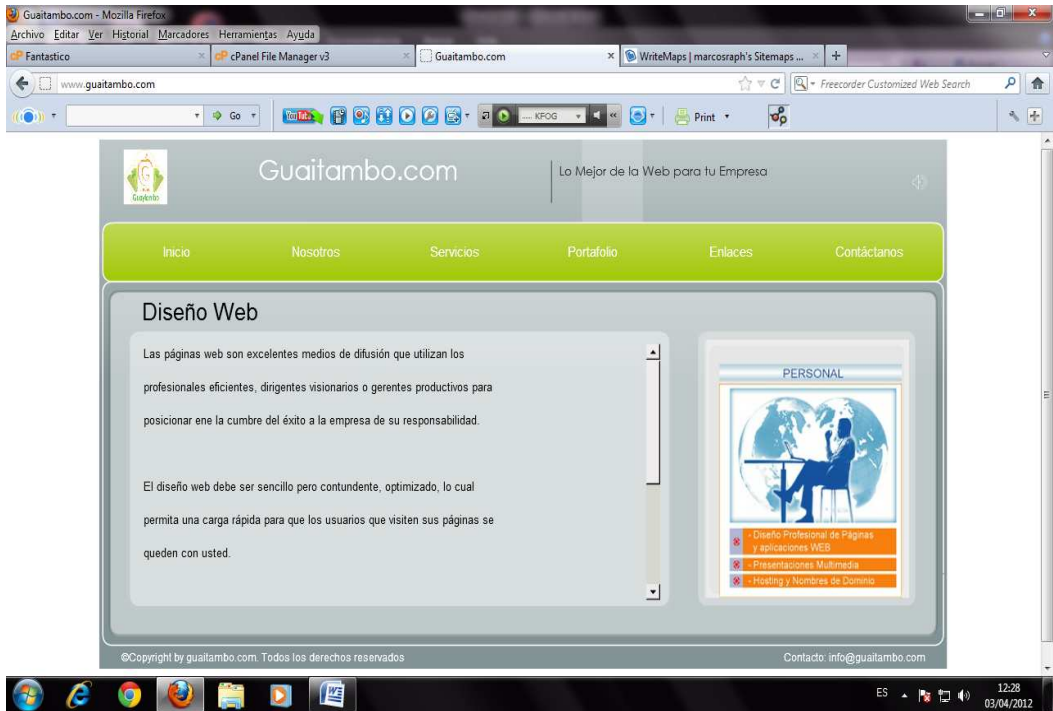 Guaitambo.com - Mozilla Firefox
Archivo Editar Ver Historial Marcadores Herramientas Ayuda
Fantastico
cPanel File Manager v3
Guaitambo.com
WriteMaps | marcosraph's Sitemaps ...
www.guaitambo.com
Freecorder Customized Web Search
Go
YouTube
.... KFOG
Print
Guaitambo.com
Lo Mejor de la Web para tu Empresa
Inicio Nosotros Servicios Portafolio Enlaces Contáctanos
Diseño Web
Las páginas web son excelentes medios de difusión que utilizan los
profesionales eficientes, dirigentes visionarios o gerentes productivos para
posicionar ene la cumbre del éxito a la empresa de su responsabilidad.
El diseño web debe ser sencillo pero contundente, optimizado, lo cual
permita una carga rápida para que los usuarios que visiten sus páginas se
queden con usted.
PERSONAL
- Diseño Profesional de Páginas
y aplicaciones WEB
- Presentaciones Multimedia
- Hosting y Nombres de Dominio
©Copyright by guaitambo.com. Todos los derechos reservados
Contacto: info@guaitambo.com
ES
12:28
03/04/2012